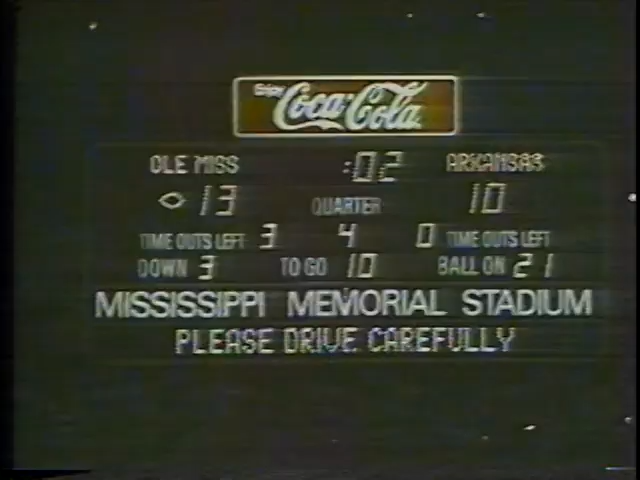 Enjoy
Coca-Cola
OLE MISS :02 ARKANSAS
13 QUARTER 10
TIME OUTS LEFT 3 4 0 TIME OUTS LEFT
DOWN 3 TO GO 10 BALL ON 21
MISSISSIPPI MEMORIAL STADIUM
PLEASE DRIVE CAREFULLY